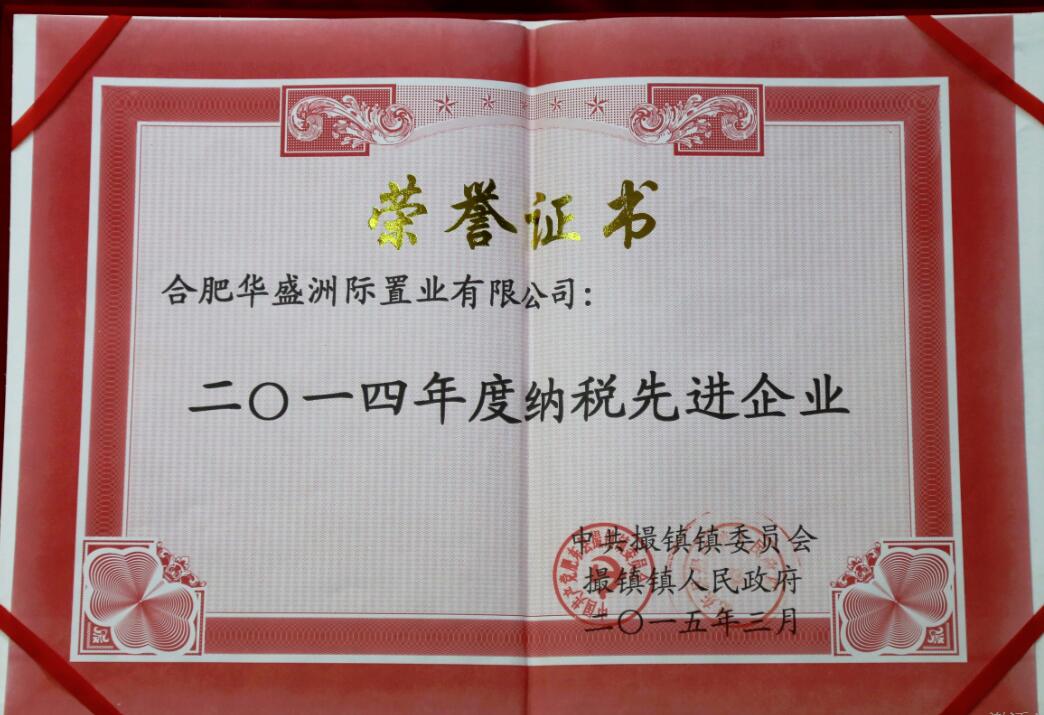 荣誉证书
合肥华盛洲际置业有限公司：
二〇一四年度纳税先进企业
中共撮镇镇委员会
撮镇镇人民政府
二〇一五年三月